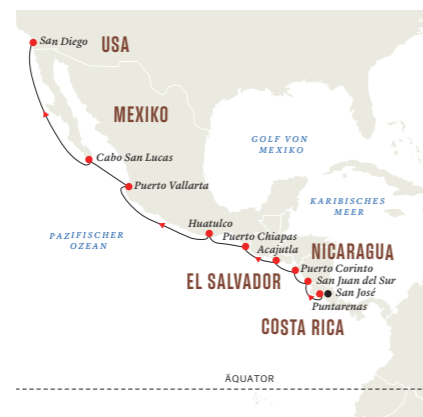 San Diego
USA
MEXIKO
GOLF VON
MEXIKO
Cabo San Lucas
Puerto Vallarta
KARIBISCHES
MEER
PAZIFISCHER
OZEAN
Huatulco
Puerto Chiapas
Acajutla
NICARAGUA
Puerto Corinto
EL SALVADOR
San Juan del Sur
San José
Puntarenas
COSTA RICA
ÄQUATOR